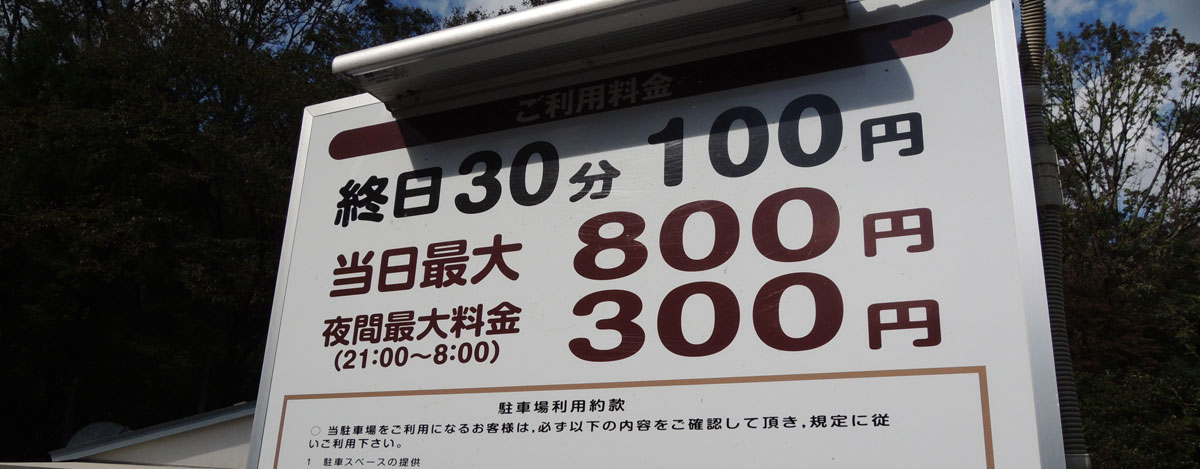 ご利用料金
終日30分 100円
当日最大 800円
夜間最大料金 300円
(21:00～8:00)
駐車場利用約款
○ 当駐車場をご利用になるお客様は,必ず以下の内容をご確認して頂き,規定に従
いご利用下さい。
1 駐車スペースの提供